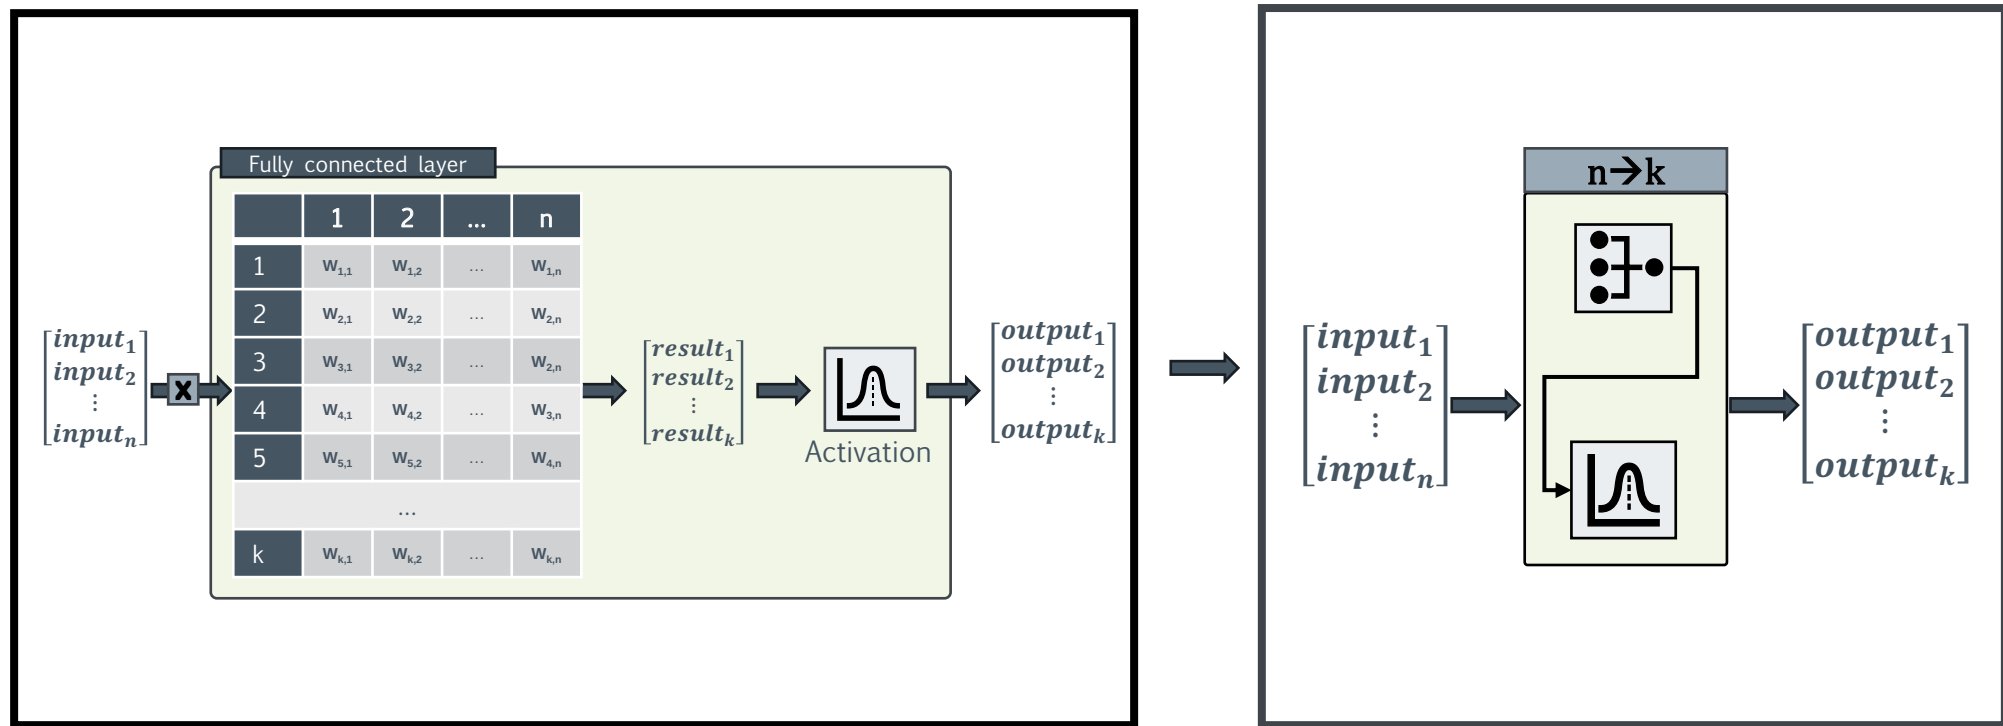 Fully connected layer
1 2 ... n
1 W1,1 W1,2 ... W1,n
2 W2,1 W2,2 ... W2,n
3 W3,1 W3,2 ... W2,n
4 W4,1 W4,2 ... W3,n
5 W5,1 W5,2 ... W4,n
...
k Wk,1 Wk,2 ... Wk,n
input1
input2
⋮
inputn
X
result1
result2
⋮
resultk
Activation
output1
output2
⋮
outputk
n→k
input1
input2
⋮
inputn
output1
output2
⋮
outputk